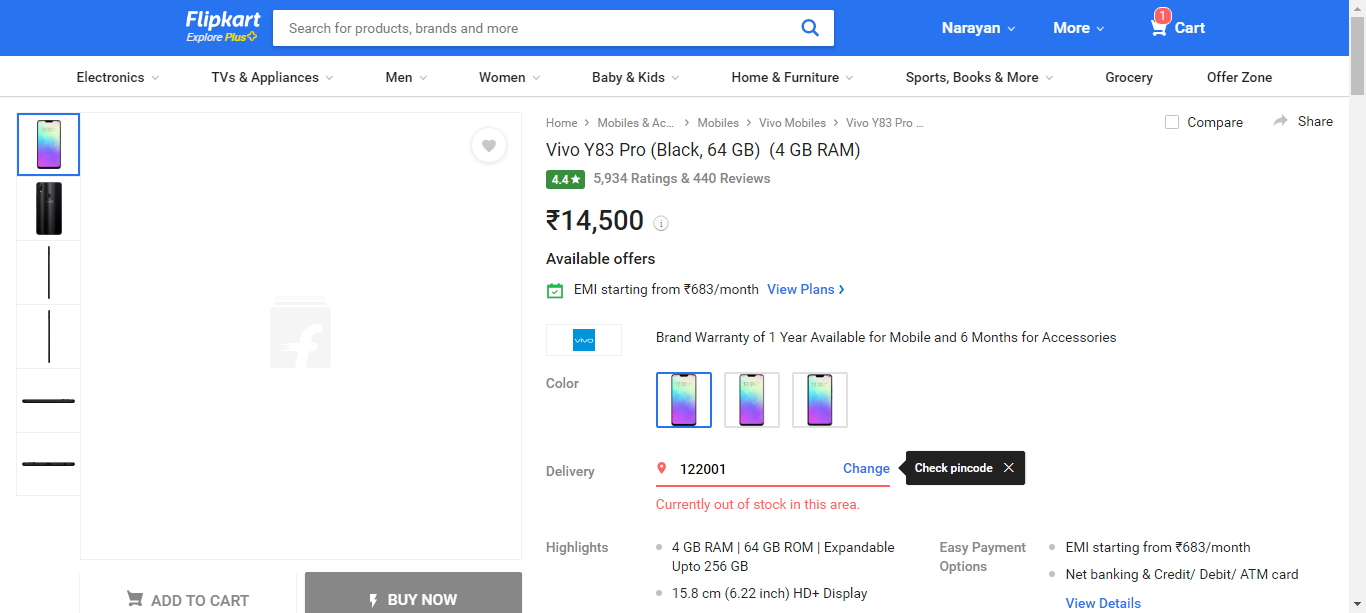 Flipkart
Explore Plus
Search for products, brands and more
Narayan
More
1
Cart
Electronics
TVs & Appliances
Men
Women
Baby & Kids
Home & Furniture
Sports, Books & More
Grocery
Offer Zone
Home
Mobiles & Ac...
Mobiles
Vivo Mobiles
Vivo Y83 Pro ...
Compare
Share
Vivo Y83 Pro (Black, 64 GB)  (4 GB RAM)
4.4★
5,934 Ratings & 440 Reviews
₹14,500
i
Available offers
EMI starting from ₹683/month View Plans
vivo
Brand Warranty of 1 Year Available for Mobile and 6 Months for Accessories
Color
Delivery
122001
Change
Check pincode
Currently out of stock in this area.
Highlights
4 GB RAM | 64 GB ROM | Expandable
Upto 256 GB
15.8 cm (6.22 inch) HD+ Display
Easy Payment
Options
EMI starting from ₹683/month
Net banking & Credit/ Debit/ ATM card
View Details
ADD TO CART
BUY NOW